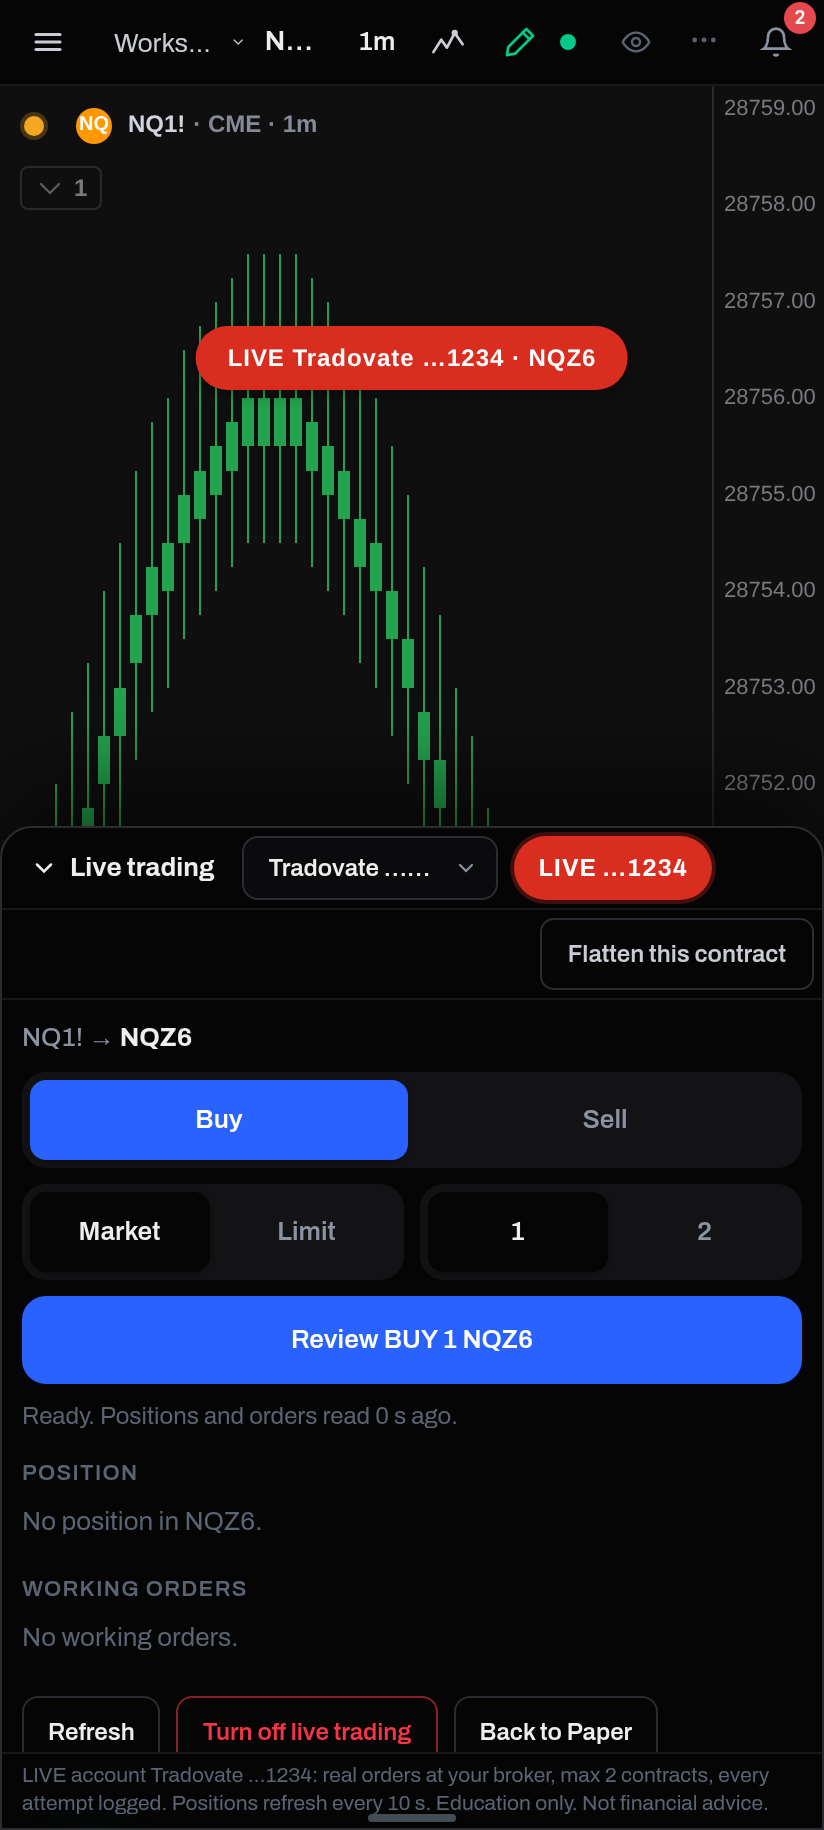 Works... N... 1m 2
NQ NQ1! · CME · 1m
1
28759.00
28758.00
28757.00
28756.00
28755.00
28754.00
28753.00
28752.00
LIVE Tradovate ...1234 · NQZ6
Live trading Tradovate ...... LIVE ...1234
Flatten this contract
NQ1! → NQZ6
Buy Sell
Market Limit 1 2
Review BUY 1 NQZ6
Ready. Positions and orders read 0 s ago.
POSITION
No position in NQZ6.
WORKING ORDERS
No working orders.
Refresh Turn off live trading Back to Paper
LIVE account Tradovate ...1234: real orders at your broker, max 2 contracts, every
attempt logged. Positions refresh every 10 s. Education only. Not financial advice.